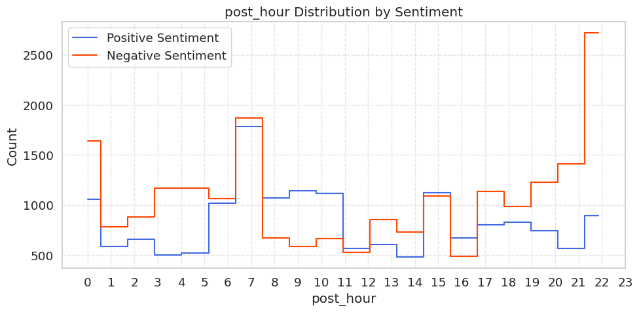 post_hour Distribution by Sentiment
Positive Sentiment
Negative Sentiment
Count
2500
2000
1500
1000
500
0 1 2 3 4 5 6 7 8 9 10 11 12 13 14 15 16 17 18 19 20 21 22 23
post_hour